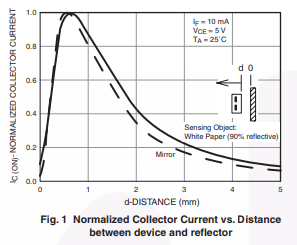 IC (ON)-NORMALIZED COLLECTOR CURRENT
1.0
0.8
0.6
0.4
0.2
0.0
IF = 10 mA
VCE = 5 V
TA = 25°C
d 0
Sensing Object:
White Paper (90% reflective)
Mirror
0 1 2 3 4 5
d-DISTANCE (mm)
Fig. 1 Normalized Collector Current vs. Distance
between device and reflector